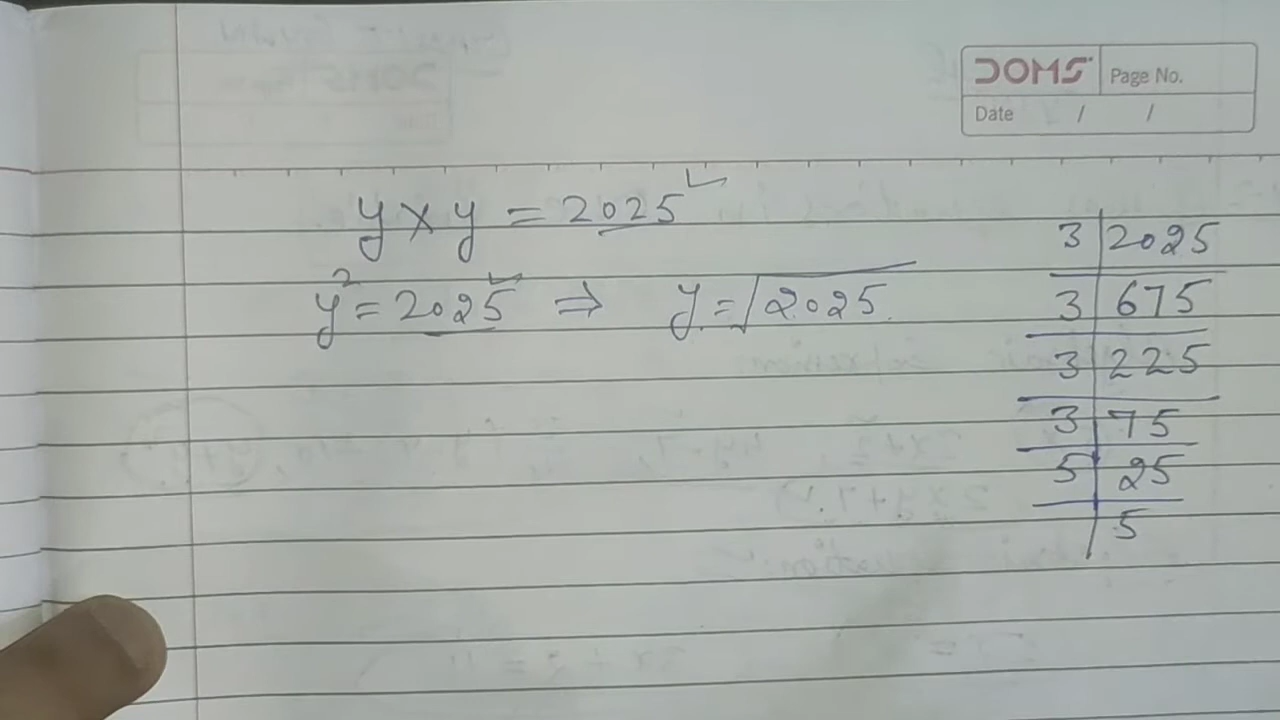 DOMS Page No.
Date / /
y × y = 2025
y² = 2025 ⇒ y = √2025
3 | 2025
3 | 675
3 | 225
3 | 75
5 | 25
| 5